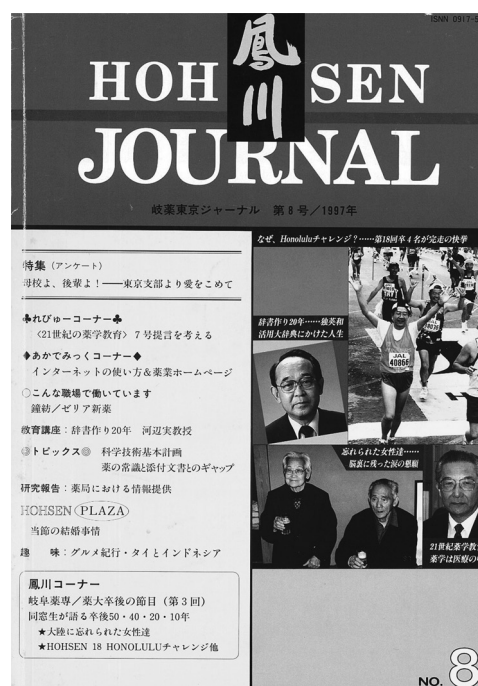 ISNN 0917-5
鳳川
HOHSEN
JOURNAL
岐薬東京ジャーナル 第8号／1997年
特集（アンケート）
母校よ、後輩よ！――東京支部より愛をこめて
♣れびゅーコーナー♣
〈21世紀の薬学教育〉 7号提言を考える
◆あかでみっくコーナー◆
インターネットの使い方＆薬業ホームページ
○こんな職場で働いています
鐘紡／ゼリア新薬
教育講座：辞書作り20年 河辺実教授
◎トピックス◎ 科学技術基本計画
薬の常識と添付文書とのギャップ
研究報告：薬局における情報提供
HOHSEN PLAZA
当節の結婚事情
趣 味：グルメ紀行・タイとインドネシア
鳳川コーナー
岐阜薬専／薬大卒後の節目（第3回）
同窓生が語る卒後50・40・20・10年
★大陸に忘れられた女性達
★HOHSEN 18 HONOLULUチャレンジ他
なぜ、Honoluluチャレンジ？……第18回卒4名が完走の快挙
辞書作り20年……独英和
活用大辞典にかけた人生
JAL
40866
忘れられた女性達……
脳裏に残った涙の懇願
21世紀薬学教
薬学は医療の
NO. 8